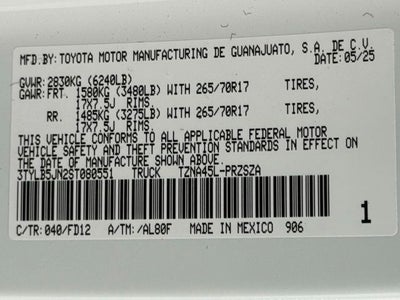 MFD.BY: TOYOTA MOTOR MANUFACTURING DE GUANAJUATO, S.A. DE C.V.
DATE: 05/25
GVWR: 2830KG (6240LB)
GAWR: FRT. 1580KG (3480LB) WITH 265/70R17 TIRES,
17X7.5J RIMS,
RR. 1485KG (3275LB) WITH 265/70R17 TIRES,
17X7.5J RIMS
THIS VEHICLE CONFORMS TO ALL APPLICABLE FEDERAL MOTOR
VEHICLE SAFETY AND THEFT PREVENTION STANDARDS IN EFFECT ON
THE DATE OF MANUFACTURE SHOWN ABOVE.
3TYLB5JN2ST080551 TRUCK TZNA45L-PRZSZA
1
C/TR: 040/FD12 A/TM: /AL80F MADE IN MEXICO 906